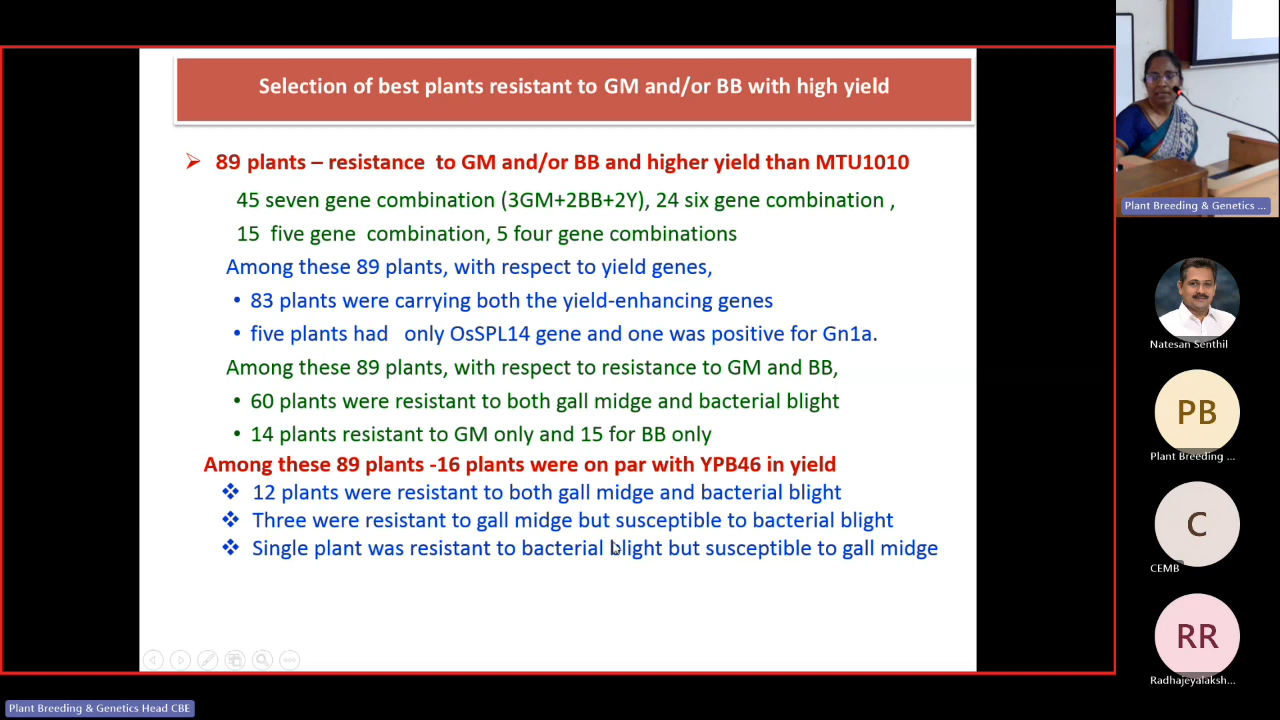 Selection of best plants resistant to GM and/or BB with high yield
89 plants – resistance to GM and/or BB and higher yield than MTU1010
45 seven gene combination (3GM+2BB+2Y), 24 six gene combination ,
15 five gene combination, 5 four gene combinations
Among these 89 plants, with respect to yield genes,
• 83 plants were carrying both the yield-enhancing genes
• five plants had only OsSPL14 gene and one was positive for Gn1a.
Among these 89 plants, with respect to resistance to GM and BB,
• 60 plants were resistant to both gall midge and bacterial blight
• 14 plants resistant to GM only and 15 for BB only
Among these 89 plants -16 plants were on par with YPB46 in yield
12 plants were resistant to both gall midge and bacterial blight
Three were resistant to gall midge but susceptible to bacterial blight
Single plant was resistant to bacterial blight but susceptible to gall midge
Plant Breeding & Genetics ...
Natesan Senthil
PB
Plant Breeding ...
C
CEMB
RR
Radhajeyalaksh...
Plant Breeding & Genetics Head CBE